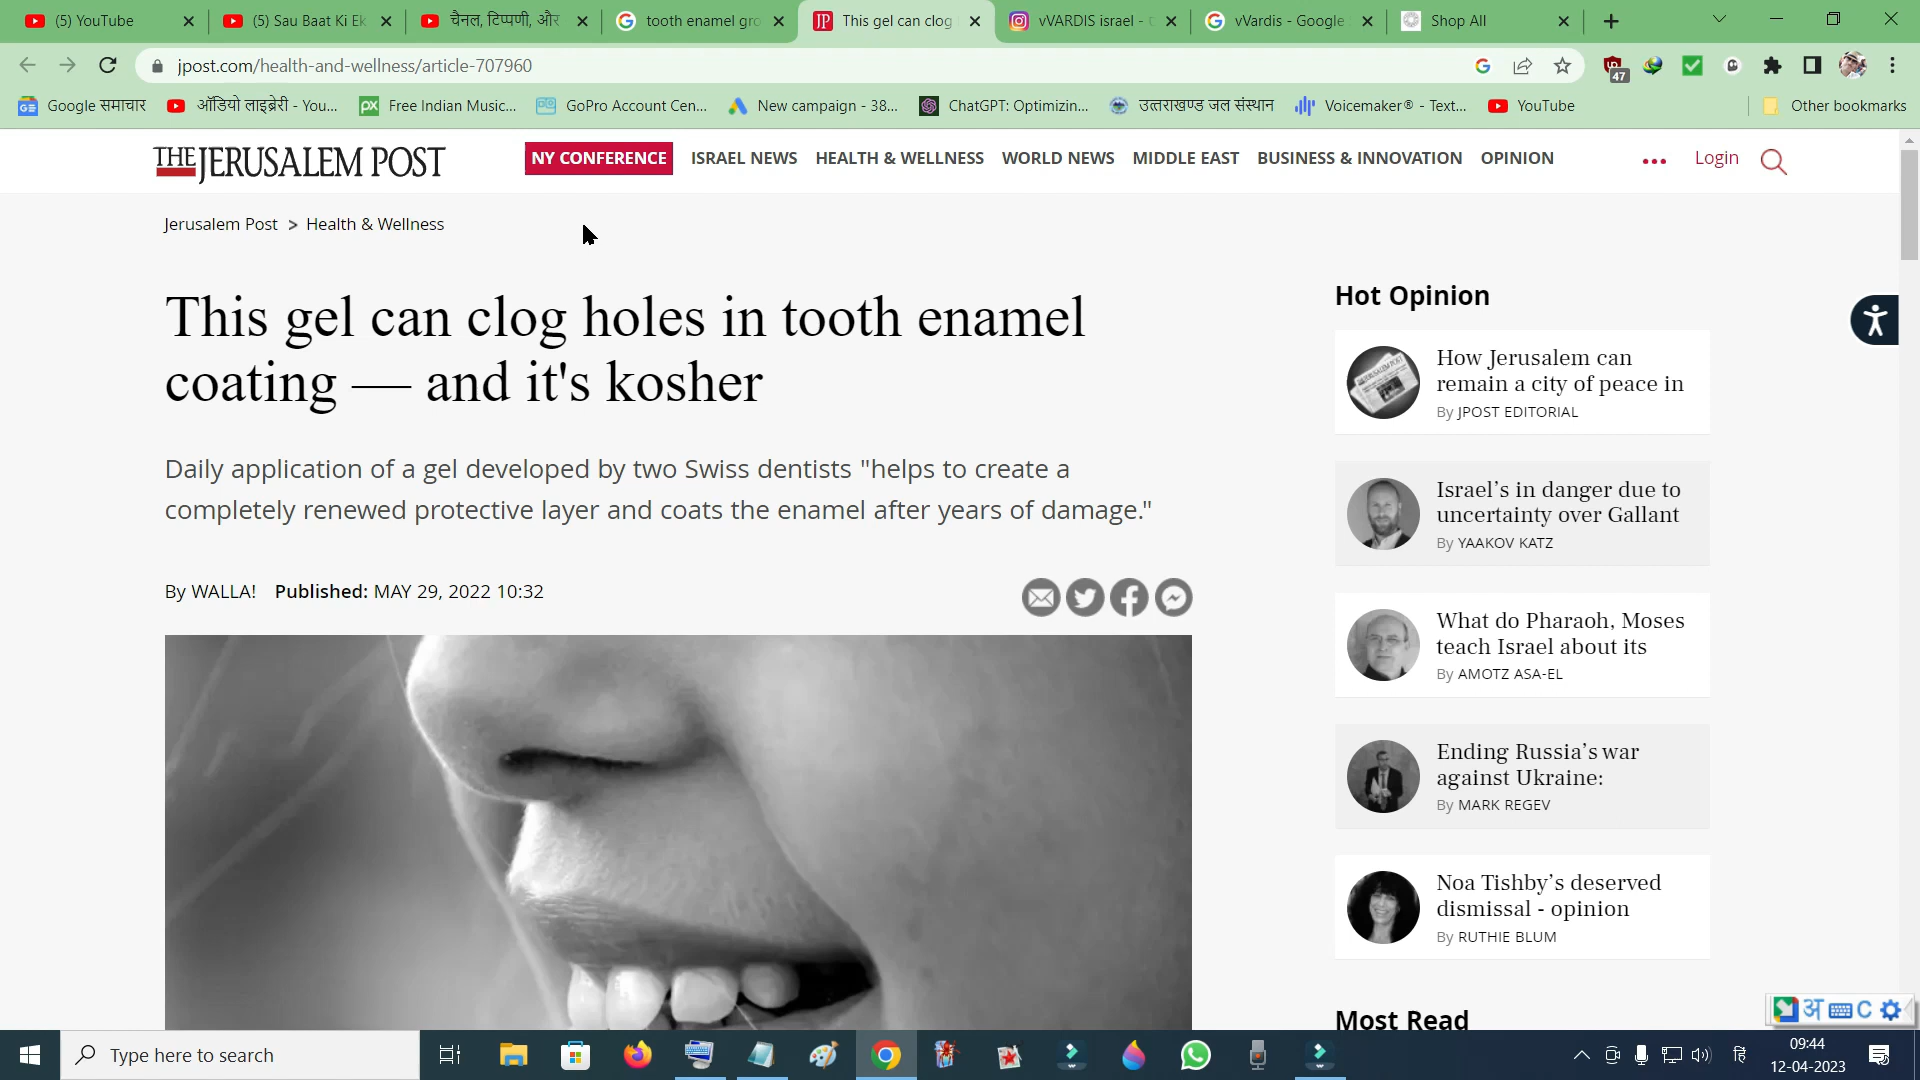 (5) YouTube
(5) Sau Baat Ki Ek
चैनल, टिप्पणी, और
tooth enamel gro
This gel can clog
vVARDIS israel -
vVardis - Google
Shop All
jpost.com/health-and-wellness/article-707960
47
Google समाचार
ऑडियो लाइब्रेरी - You...
Free Indian Music...
GoPro Account Cen...
New campaign - 38...
ChatGPT: Optimizin...
उत्तराखण्ड जल संस्थान
Voicemaker® - Text...
YouTube
Other bookmarks
THE JERUSALEM POST
NY CONFERENCE
ISRAEL NEWS
HEALTH & WELLNESS
WORLD NEWS
MIDDLE EAST
BUSINESS & INNOVATION
OPINION
Login
Jerusalem Post > Health & Wellness
This gel can clog holes in tooth enamel
coating — and it's kosher
Daily application of a gel developed by two Swiss dentists "helps to create a
completely renewed protective layer and coats the enamel after years of damage."
By WALLA! Published: MAY 29, 2022 10:32
Hot Opinion
How Jerusalem can
remain a city of peace in
By JPOST EDITORIAL
Israel’s in danger due to
uncertainty over Gallant
By YAAKOV KATZ
What do Pharaoh, Moses
teach Israel about its
By AMOTZ ASA-EL
Ending Russia’s war
against Ukraine:
By MARK REGEV
Noa Tishby’s deserved
dismissal - opinion
By RUTHIE BLUM
Most Read
अ
C
Type here to search
हि
09:44
12-04-2023